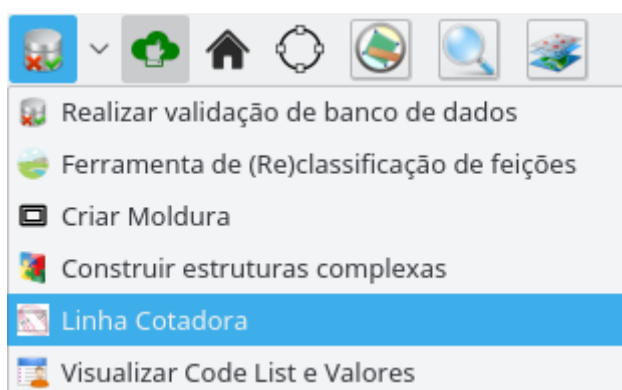 Realizar validação de banco de dados
Ferramenta de (Re)classificação de feições
Criar Moldura
Construir estruturas complexas
Linha Cotadora
Visualizar Code List e Valores